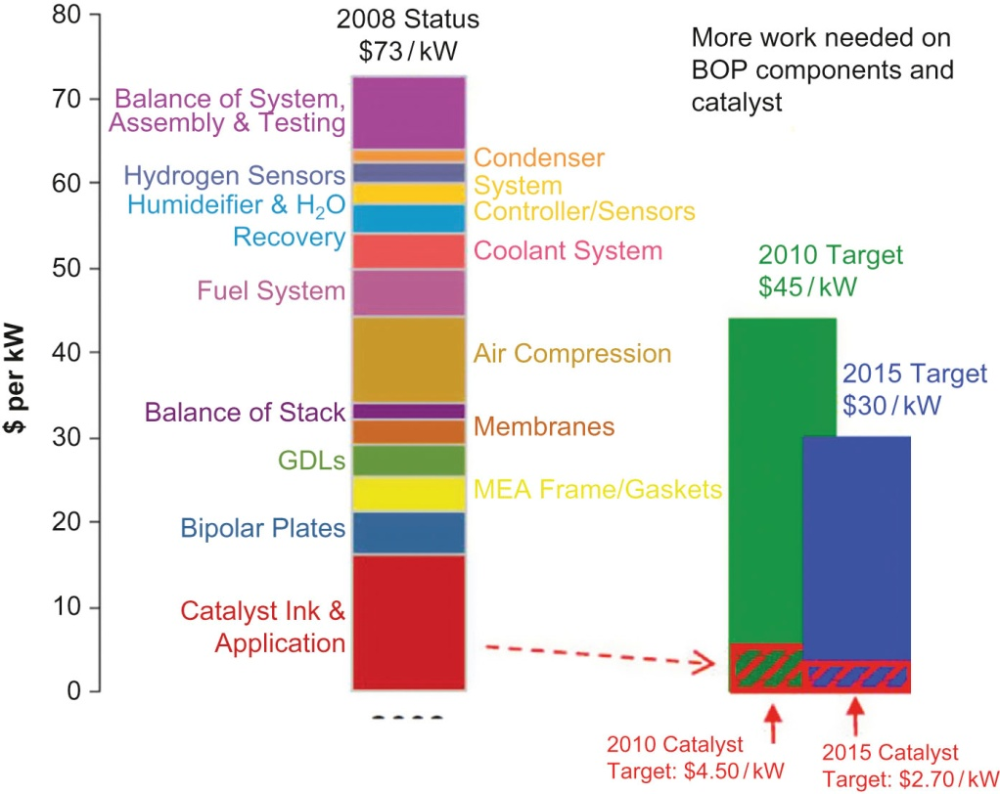 80
70
60
50
40
30
20
10
0
$ per kW
2008 Status
$73/kW
Balance of System,
Assembly & Testing
Condenser
Hydrogen Sensors
System
Controller/Sensors
Humideifier & H₂O
Recovery
Coolant System
Fuel System
Air Compression
Balance of Stack
Membranes
GDLs
MEA Frame/Gaskets
Bipolar Plates
Catalyst Ink &
Application
More work needed on
BOP components and
catalyst
2010 Target
$45/kW
2015 Target
$30/kW
2010 Catalyst
Target: $4.50/kW
2015 Catalyst
Target: $2.70/kW